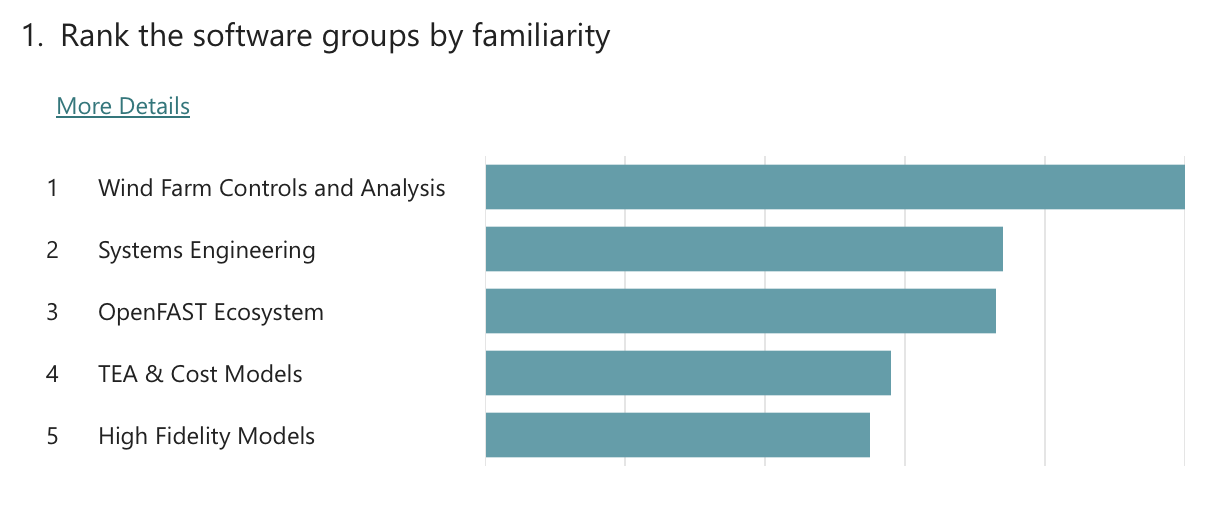 1. Rank the software groups by familiarity
More Details
1 Wind Farm Controls and Analysis
2 Systems Engineering
3 OpenFAST Ecosystem
4 TEA & Cost Models
5 High Fidelity Models